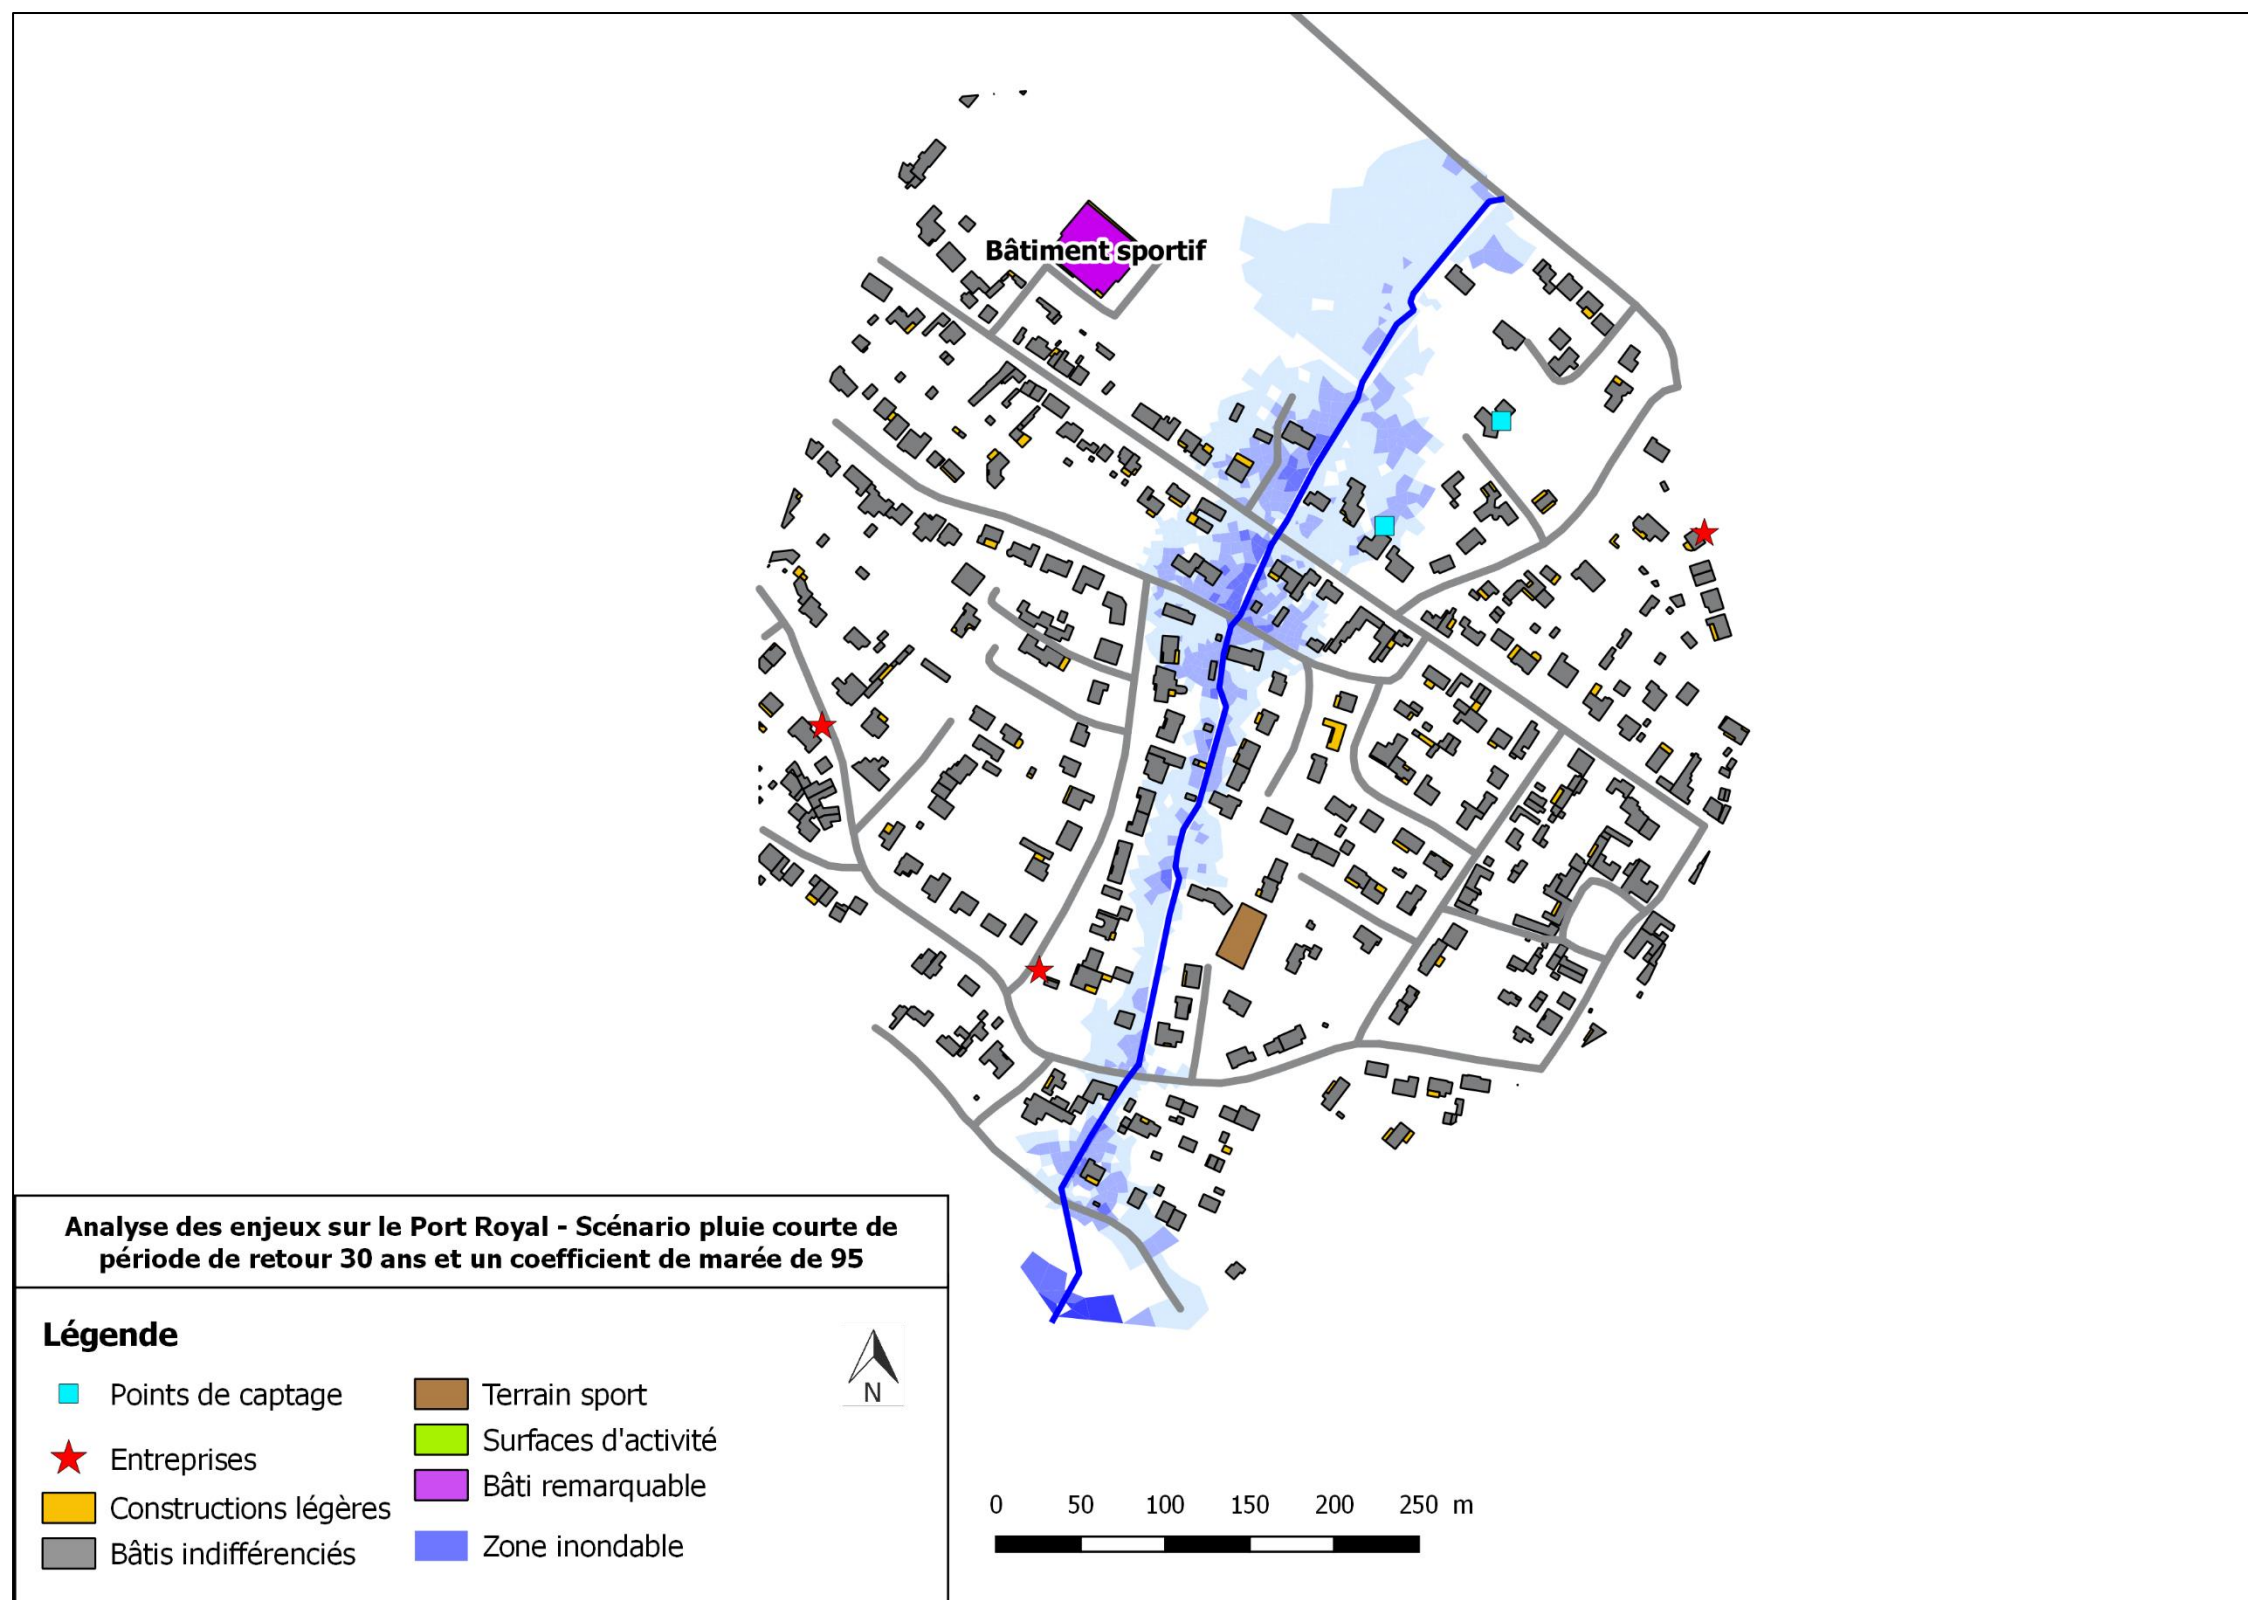 Bâtiment sportif
Analyse des enjeux sur le Port Royal - Scénario pluie courte de
période de retour 30 ans et un coefficient de marée de 95
Légende
Points de captage
Entreprises
Constructions légères
Bâtis indifférenciés
Terrain sport
Surfaces d'activité
Bâti remarquable
Zone inondable
N
0 50 100 150 200 250 m